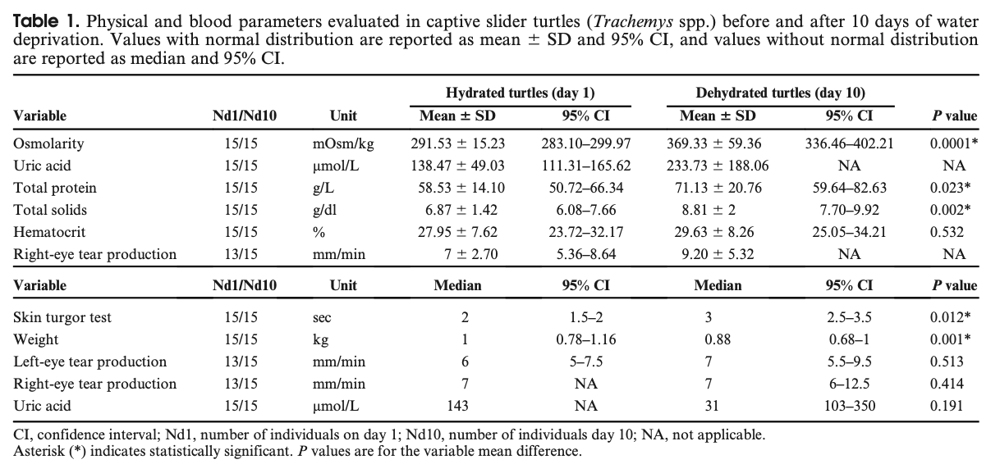 Table 1. Physical and blood parameters evaluated in captive slider turtles (Trachemys spp.) before and after 10 days of water
deprivation. Values with normal distribution are reported as mean ± SD and 95% CI, and values without normal distribution
are reported as median and 95% CI.
Hydrated turtles (day 1) Dehydrated turtles (day 10)
Variable Nd1/Nd10 Unit Mean ± SD 95% CI Mean ± SD 95% CI P value
Osmolarity 15/15 mOsm/kg 291.53 ± 15.23 283.10–299.97 369.33 ± 59.36 336.46–402.21 0.0001*
Uric acid 15/15 μmol/L 138.47 ± 49.03 111.31–165.62 233.73 ± 188.06 NA NA
Total protein 15/15 g/L 58.53 ± 14.10 50.72–66.34 71.13 ± 20.76 59.64–82.63 0.023*
Total solids 15/15 g/dl 6.87 ± 1.42 6.08–7.66 8.81 ± 2 7.70–9.92 0.002*
Hematocrit 15/15 % 27.95 ± 7.62 23.72–32.17 29.63 ± 8.26 25.05–34.21 0.532
Right-eye tear production 13/15 mm/min 7 ± 2.70 5.36–8.64 9.20 ± 5.32 NA NA
Variable Nd1/Nd10 Unit Median 95% CI Median 95% CI P value
Skin turgor test 15/15 sec 2 1.5–2 3 2.5–3.5 0.012*
Weight 15/15 kg 1 0.78–1.16 0.88 0.68–1 0.001*
Left-eye tear production 13/15 mm/min 6 5–7.5 7 5.5–9.5 0.513
Right-eye tear production 13/15 mm/min 7 NA 7 6–12.5 0.414
Uric acid 15/15 μmol/L 143 NA 31 103–350 0.191
CI, confidence interval; Nd1, number of individuals on day 1; Nd10, number of individuals day 10; NA, not applicable.
Asterisk (*) indicates statistically significant. P values are for the variable mean difference.